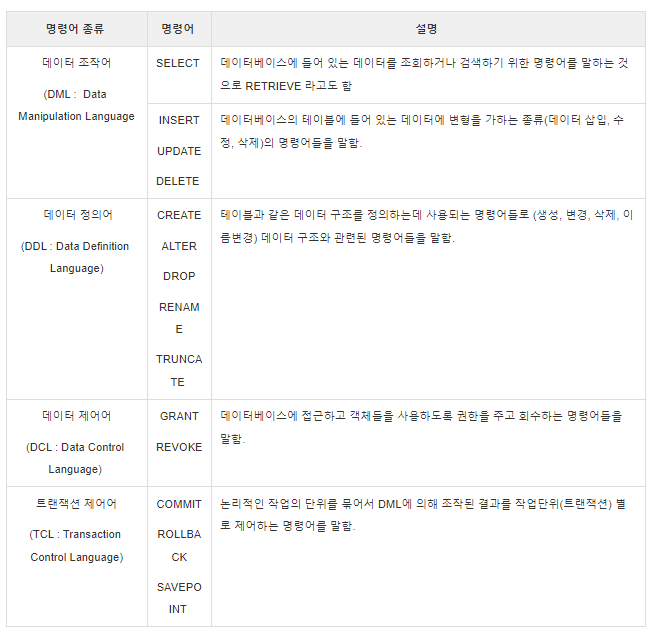 명령어 종류
명령어
설명
데이터 조작어
(DML :  Data
Manipulation Language
SELECT
데이터베이스에 들어 있는 데이터를 조회하거나 검색하기 위한 명령어를 말하는 것
으로 RETRIEVE 라고도 함
INSERT
UPDATE
DELETE
데이터베이스의 테이블에 들어 있는 데이터에 변형을 가하는 종류(데이터 삽입, 수
정, 삭제)의 명령어들을 말함.
데이터 정의어
(DDL : Data Definition
Language)
CREATE
ALTER
DROP
RENAM
E
TRUNCA
TE
테이블과 같은 데이터 구조를 정의하는데 사용되는 명령어들로 (생성, 변경, 삭제, 이
름변경) 데이터 구조와 관련된 명령어들을 말함.
데이터 제어어
(DCL : Data Control
Language)
GRANT
REVOKE
데이터베이스에 접근하고 객체들을 사용하도록 권한을 주고 회수하는 명령어들을
말함.
트랜잭션 제어어
(TCL : Transaction
Control Language)
COMMIT
ROLLBA
CK
SAVEPO
INT
논리적인 작업의 단위를 묶어서 DML에 의해 조작된 결과를 작업단위(트랜잭션) 별
로 제어하는 명령어를 말함.